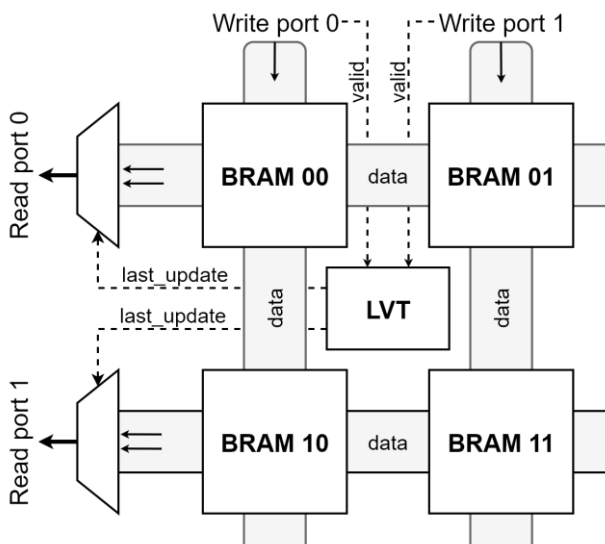 Write port 0
Write port 1
valid
valid
Read port 0
BRAM 00
data
BRAM 01
last_update
data
LVT
data
last_update
Read port 1
BRAM 10
data
BRAM 11